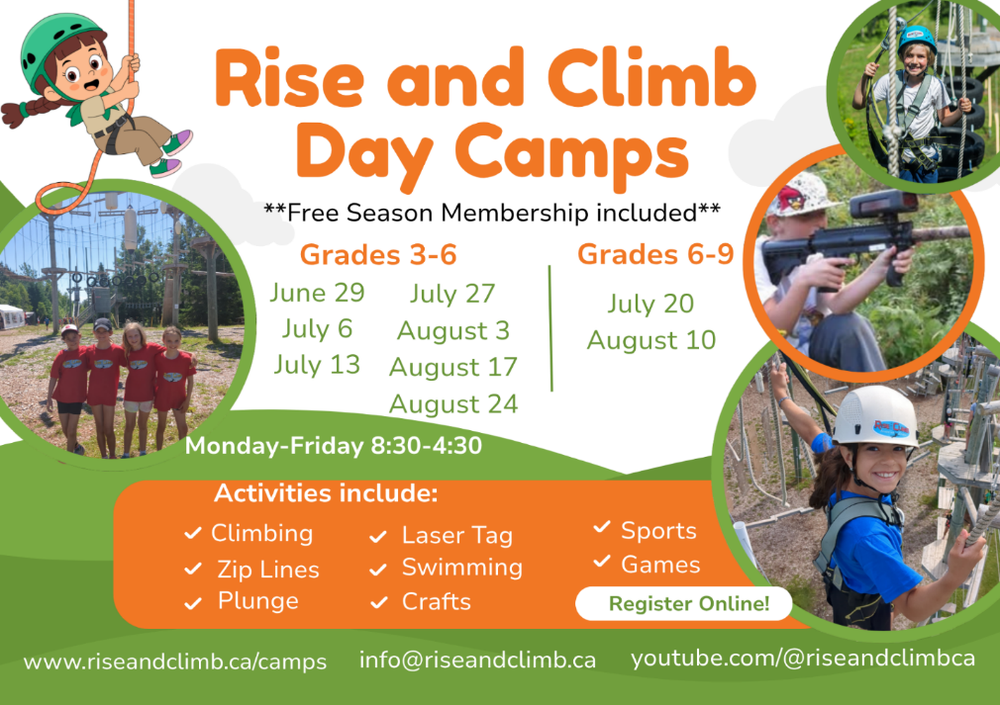 Rise and Climb
Day Camps
**Free Season Membership included**
Grades 3-6
June 29
July 6
July 13
July 27
August 3
August 17
August 24
Grades 6-9
July 20
August 10
Monday-Friday 8:30-4:30
Activities include:
Climbing
Zip Lines
Plunge
Laser Tag
Swimming
Crafts
Sports
Games
Register Online!
www.riseandclimb.ca/camps
info@riseandclimb.ca
youtube.com/@riseandclimbca